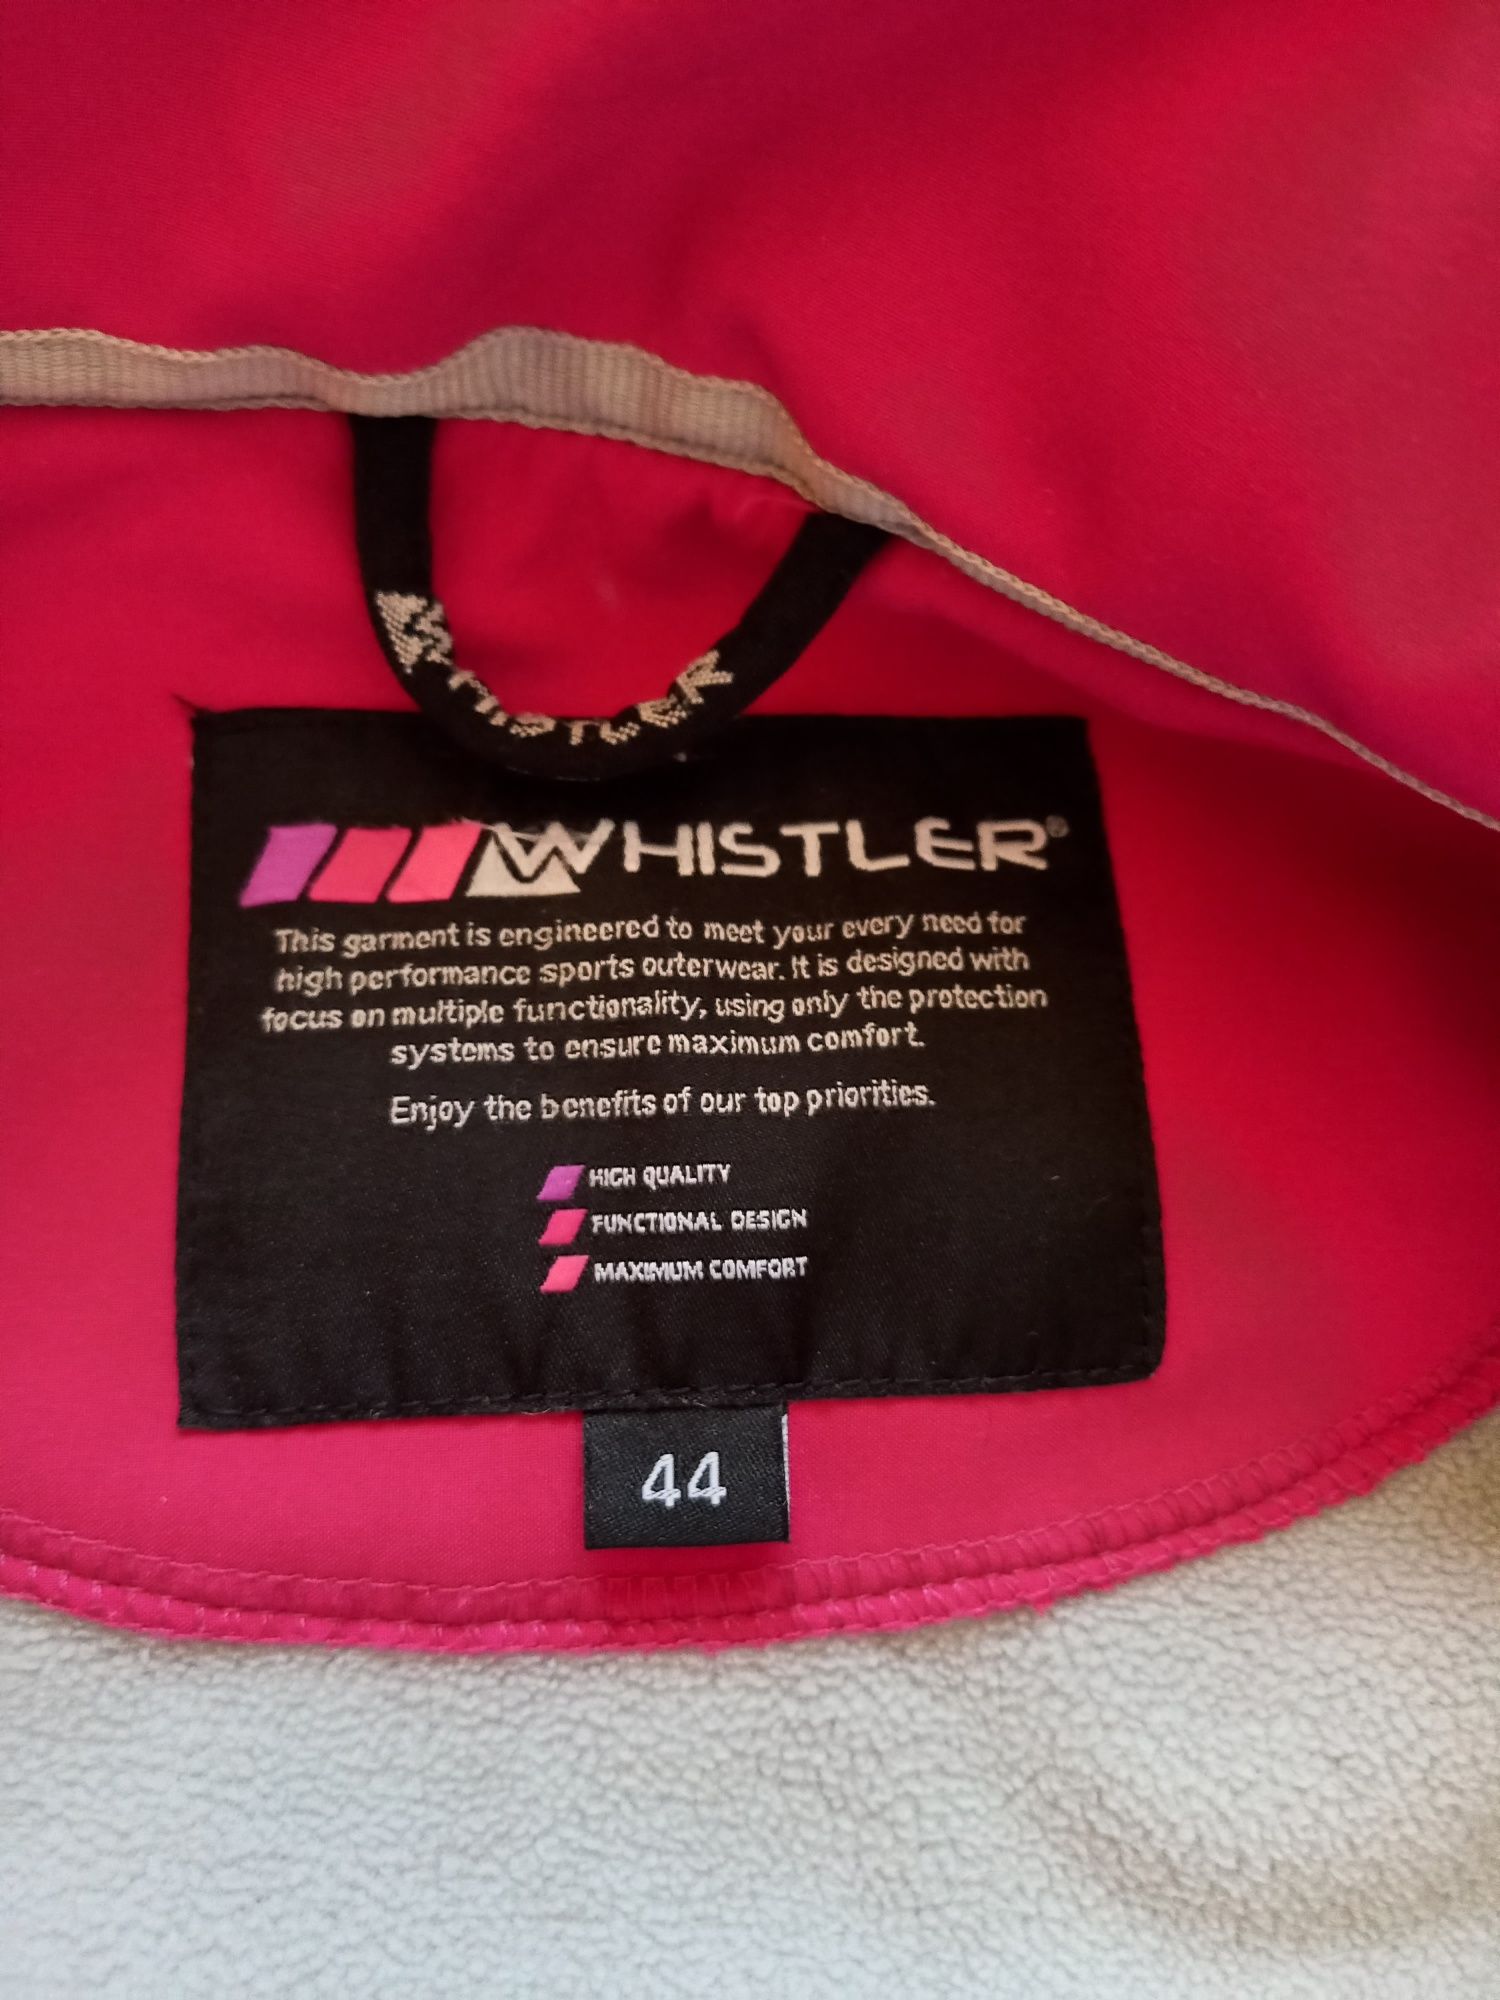 WHISTLER
WHISTLER®
This garment is engineered to meet your every need for
high performance sports outerwear. It is designed with
focus on multiple functionality, using only the protection
systems to ensure maximum comfort.
Enjoy the benefits of our top priorities.
HIGH QUALITY
FUNCTIONAL DESIGN
MAXIMUM COMFORT
44